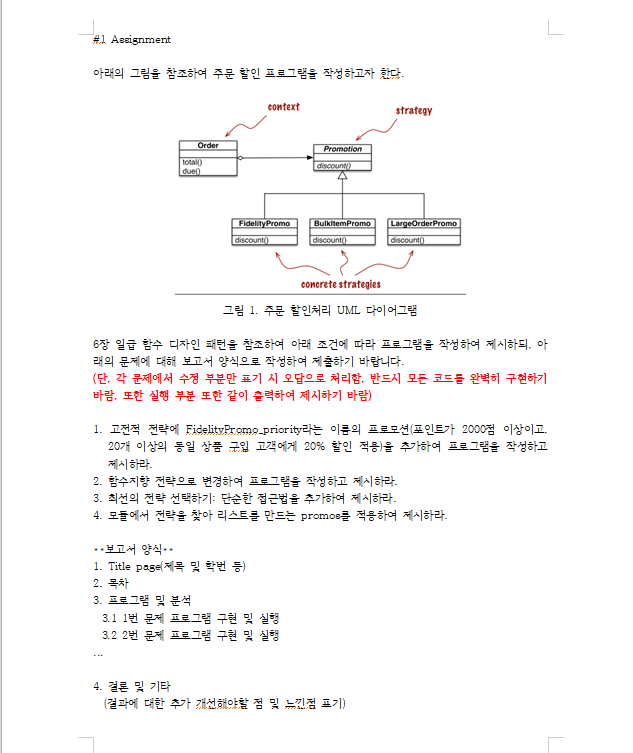 #1 Assignment
아래의 그림을 참조하여 주문 할인 프로그램을 작성하고자 한다.
context
strategy
Order
total()
due()
Promotion
discount()
FidelityPromo
discount()
BulkItemPromo
discount()
LargeOrderPromo
discount()
concrete strategies
그림 1. 주문 할인처리 UML 다이어그램
6장 일급 함수 디자인 패턴을 참조하여 아래 조건에 따라 프로그램을 작성하여 제시하되, 아
래의 문제에 대해 보고서 양식으로 작성하여 제출하기 바랍니다.
(단, 각 문제에서 수정 부분만 표기 시 오답으로 처리함, 반드시 모든 코드를 완벽히 구현하기
바람, 또한 실행 부분 또한 같이 출력하여 제시하기 바람)
1. 고전적 전략에 FidelityPromo_priority라는 이름의 프로모션(포인트가 2000점 이상이고,
20개 이상의 동일 상품 구입 고객에게 20% 할인 적용)을 추가하여 프로그램을 작성하고
제시하라.
2. 함수지향 전략으로 변경하여 프로그램을 작성하고 제시하라.
3. 최선의 전략 선택하기: 단순한 접근법을 추가하여 제시하라.
4. 모듈에서 전략을 찾아 리스트를 만드는 promos를 적용하여 제시하라.
**보고서 양식**
1. Title page(제목 및 학번 등)
2. 목차
3. 프로그램 및 분석
3.1 1번 문제 프로그램 구현 및 실행
3.2 2번 문제 프로그램 구현 및 실행
...
4. 결론 및 기타
(결과에 대한 추가 개선해야할 점 및 느낀점 표기)